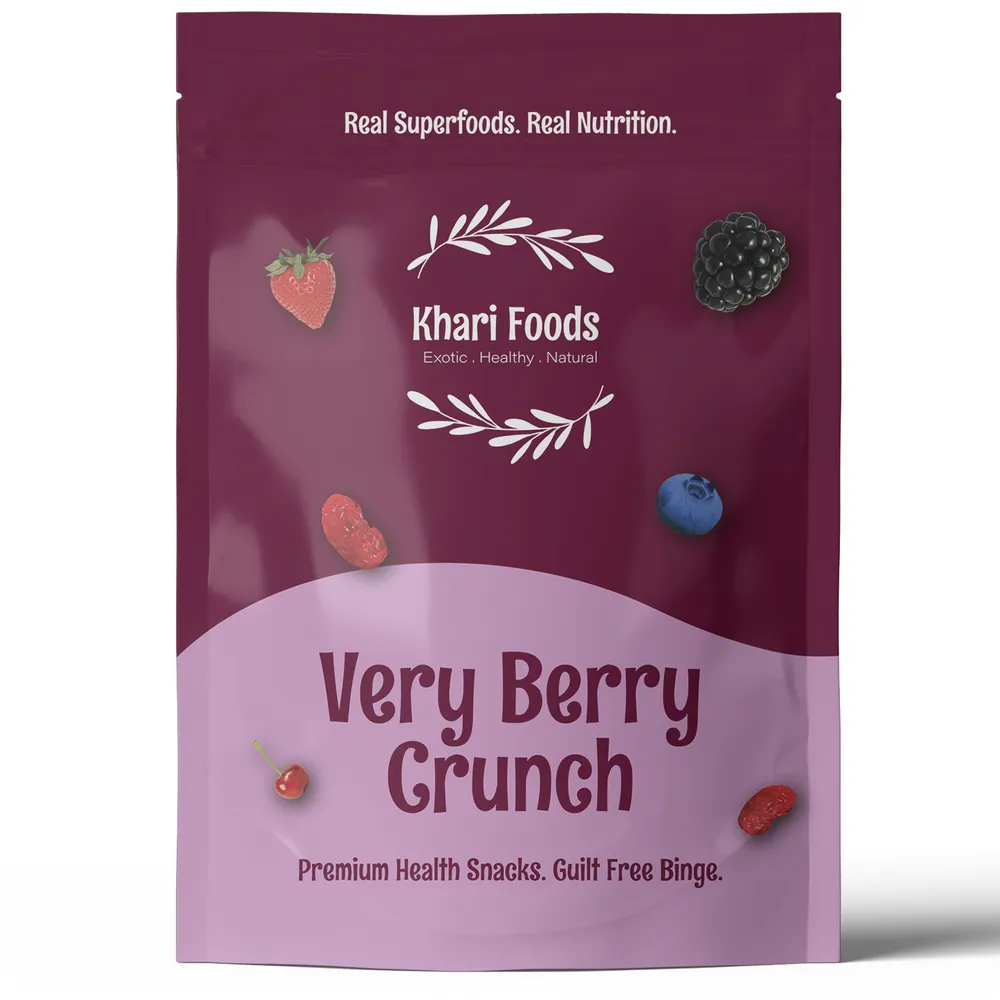 Real Superfoods. Real Nutrition.
Khari Foods
Exotic . Healthy . Natural
Very Berry
Crunch
Premium Health Snacks. Guilt Free Binge.